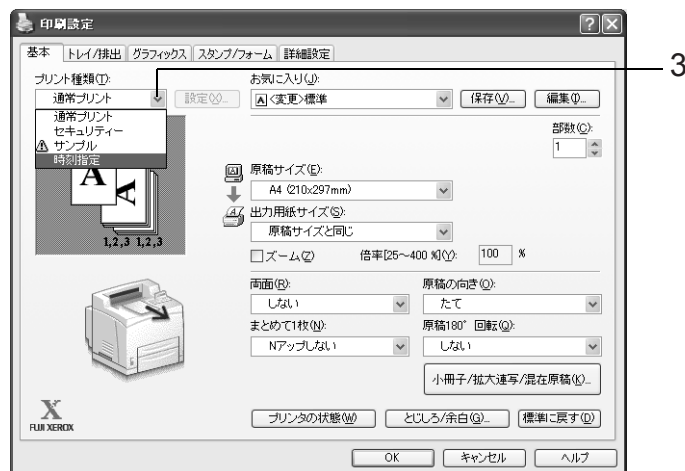 印刷設定
基本 トレイ/排出 グラフィックス スタンプ/フォーム 詳細設定
3
プリント種類(T):
通常プリント 設定(X)...
通常プリント
セキュリティー
サンプル
時刻指定
A A
1,2,3 1,2,3
お気に入り(J):
A <変更>標準 保存(V)... 編集(I)...
部数(C):
1
原稿サイズ(E):
A4 (210x297mm)
出力用紙サイズ(S):
原稿サイズと同じ
ズーム(Z) 倍率[25～400 %](Y): 100 %
両面(R): 原稿の向き(O):
しない たて
まとめて1枚(N): 原稿180° 回転(Q):
Nアップしない しない
小冊子/拡大連写/混在原稿(K)...
X
FUJI XEROX
プリンタの状態(W) とじしろ/余白(G)... 標準に戻す(D)
OK キャンセル ヘルプ